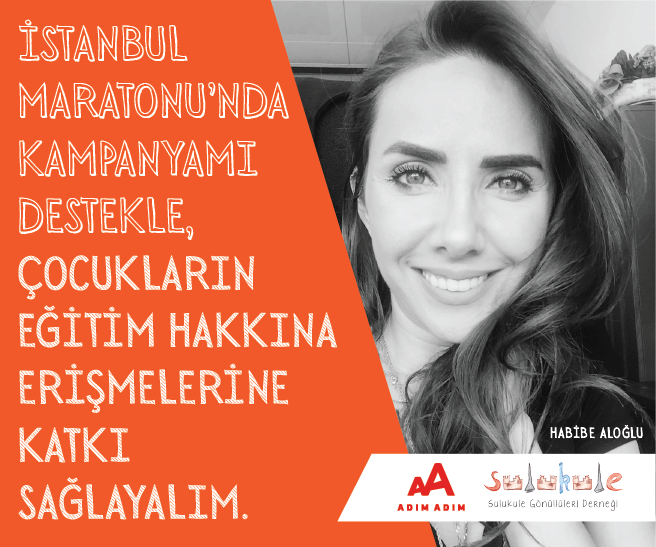 İSTANBUL
MARATONU'NDA
KAMPANYAMI
DESTEKLE,
ÇOCUKLARIN
EĞİTİM HAKKINA
ERİŞMELERİNE
KATKI
SAĞLAYALIM.
HABİBE ALOĞLU
AA
ADIM ADIM
sulukule
Sulukule Gönüllüleri Derneği